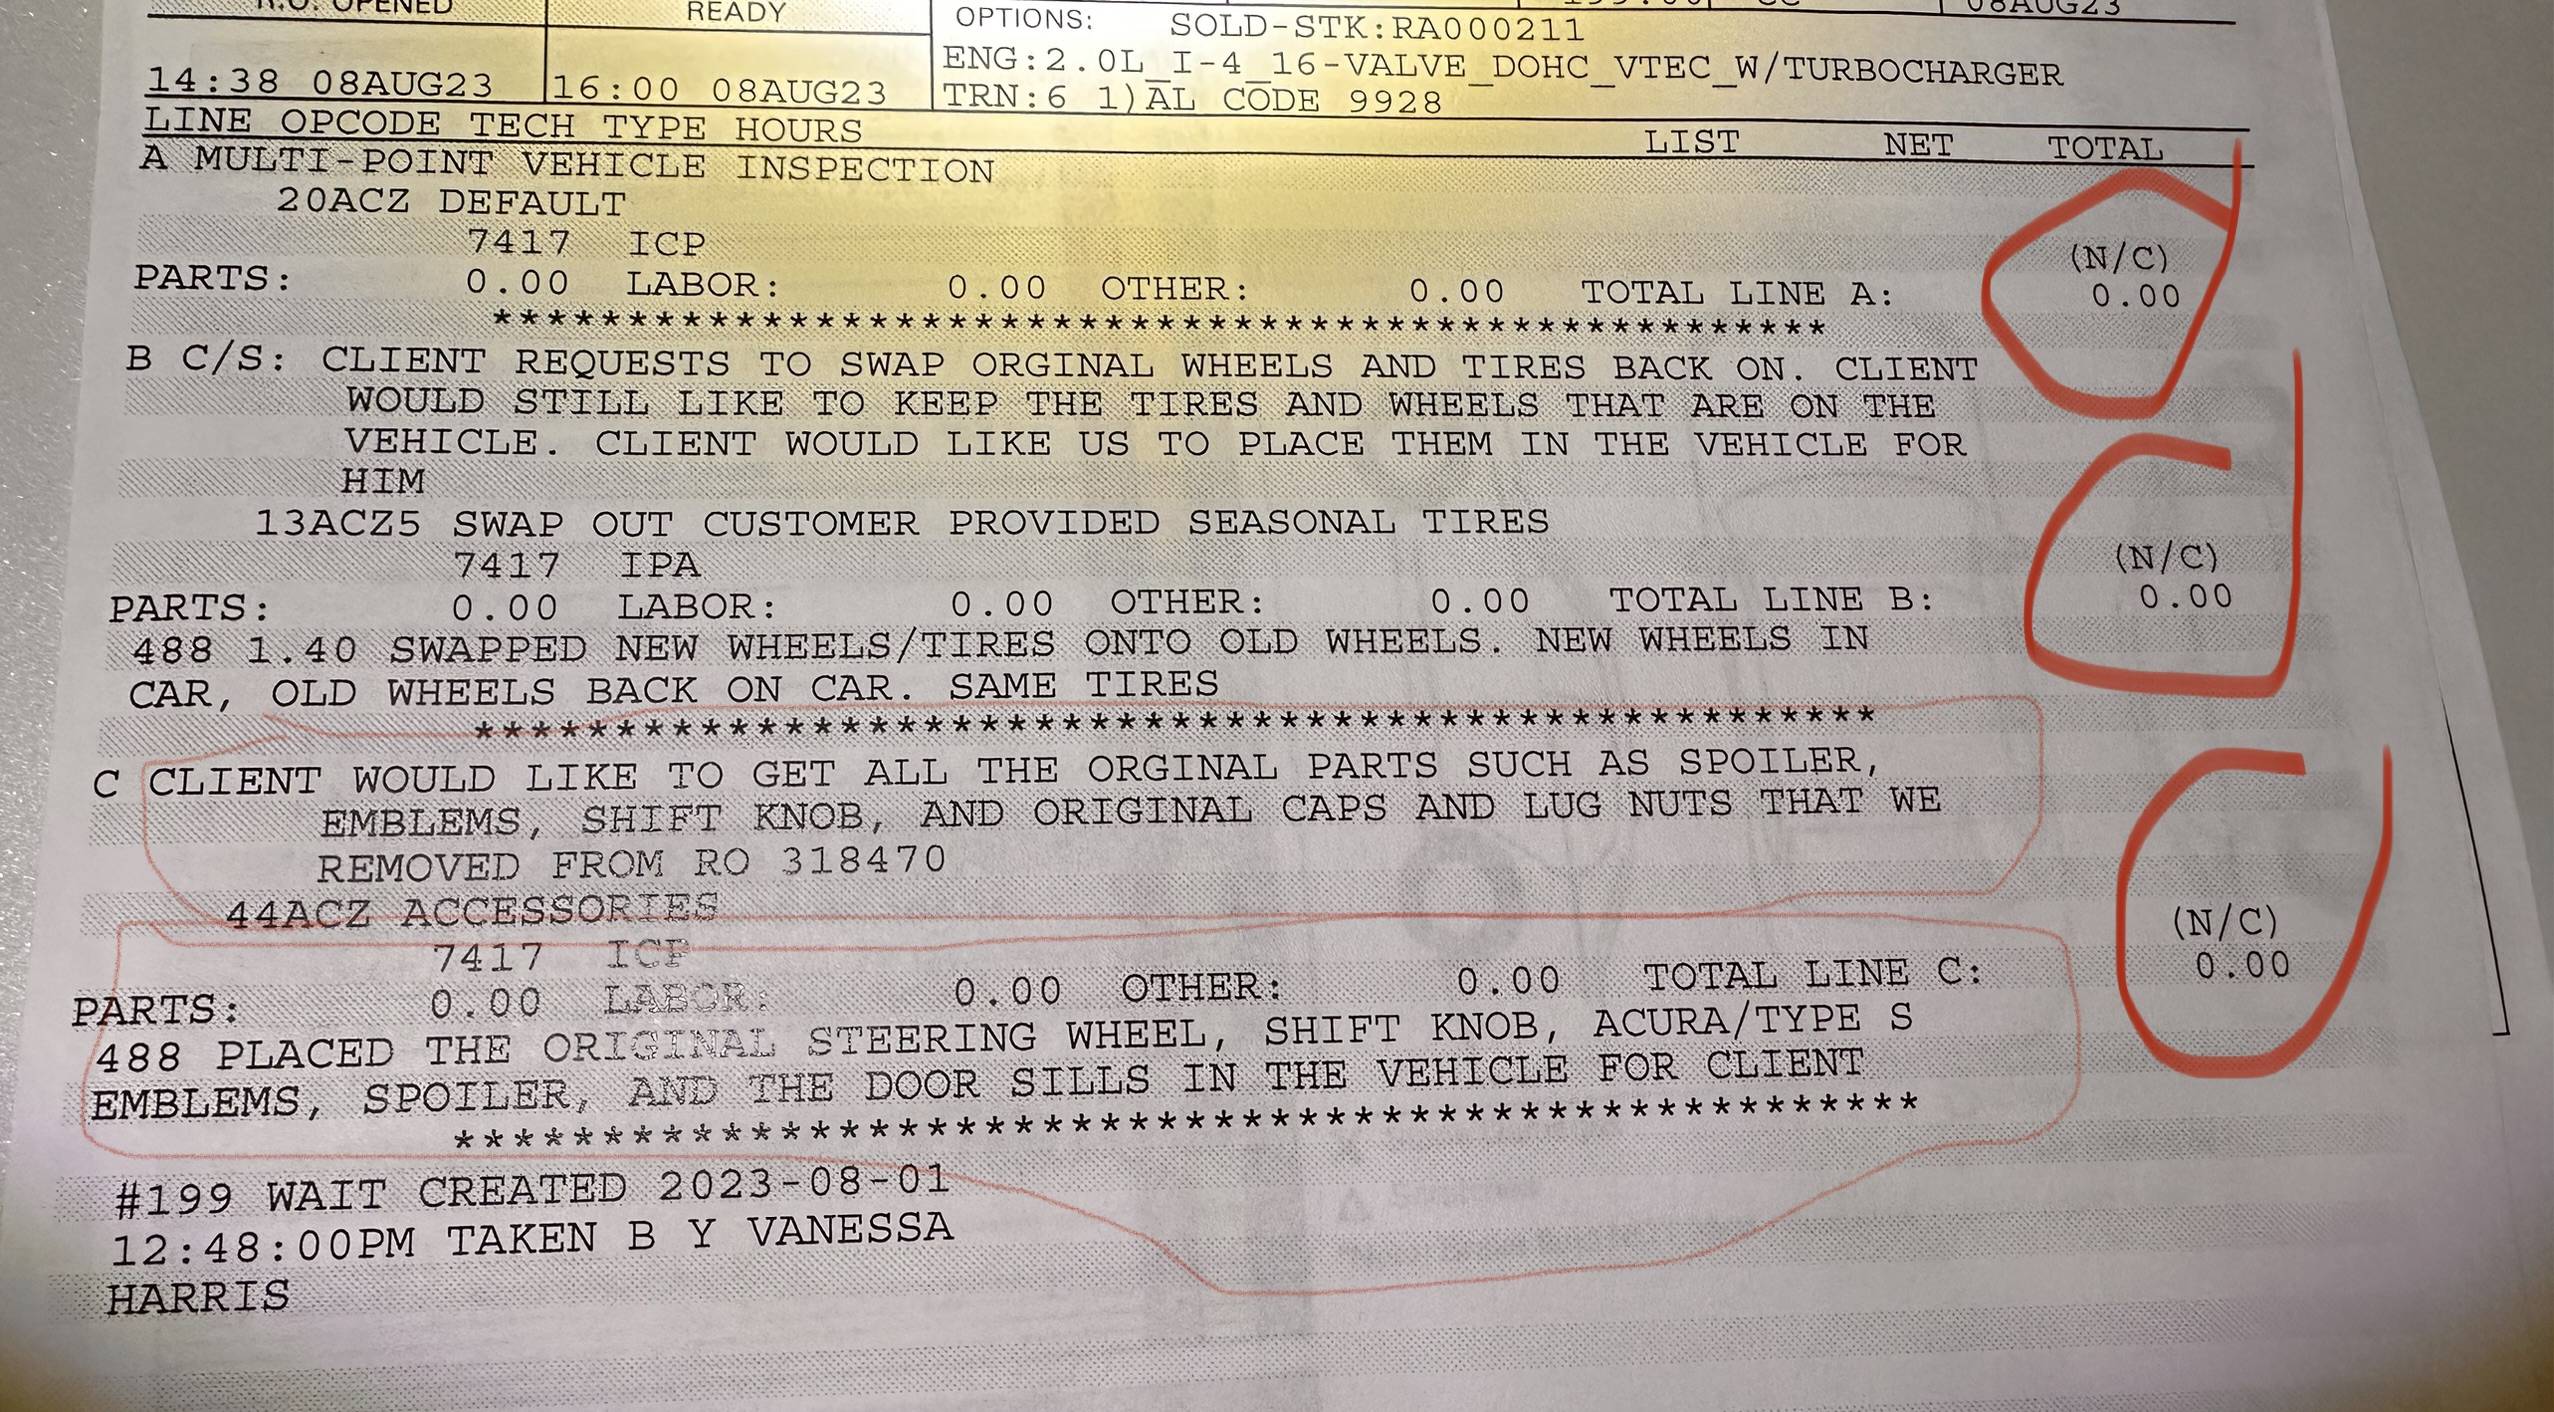 R.O. OPENED READY OPTIONS: SOLD-STK:RA000211 08AUG23
ENG:2.0L_I-4_16-VALVE_DOHC_VTEC_W/TURBOCHARGER
14:38 08AUG23 16:00 08AUG23 TRN:6 1)AL CODE 9928
LINE OPCODE TECH TYPE HOURS LIST NET TOTAL
A MULTI-POINT VEHICLE INSPECTION
20ACZ DEFAULT
7417 ICP (N/C)
PARTS: 0.00 LABOR: 0.00 OTHER: 0.00 TOTAL LINE A: 0.00
**************************************************
B C/S: CLIENT REQUESTS TO SWAP ORGINAL WHEELS AND TIRES BACK ON. CLIENT
WOULD STILL LIKE TO KEEP THE TIRES AND WHEELS THAT ARE ON THE
VEHICLE. CLIENT WOULD LIKE US TO PLACE THEM IN THE VEHICLE FOR
HIM
13ACZ5 SWAP OUT CUSTOMER PROVIDED SEASONAL TIRES
7417 IPA (N/C)
PARTS: 0.00 LABOR: 0.00 OTHER: 0.00 TOTAL LINE B: 0.00
488 1.40 SWAPPED NEW WHEELS/TIRES ONTO OLD WHEELS. NEW WHEELS IN
CAR, OLD WHEELS BACK ON CAR. SAME TIRES
**************************************************
C CLIENT WOULD LIKE TO GET ALL THE ORGINAL PARTS SUCH AS SPOILER,
EMBLEMS, SHIFT KNOB, AND ORIGINAL CAPS AND LUG NUTS THAT WE
REMOVED FROM RO 318470
44ACZ ACCESSORIES
7417 ICP (N/C)
PARTS: 0.00 LABOR: 0.00 OTHER: 0.00 TOTAL LINE C: 0.00
488 PLACED THE ORIGINAL STEERING WHEEL, SHIFT KNOB, ACURA/TYPE S
EMBLEMS, SPOILER, AND THE DOOR SILLS IN THE VEHICLE FOR CLIENT
**************************************************
#199 WAIT CREATED 2023-08-01
12:48:00PM TAKEN B Y VANESSA
HARRIS